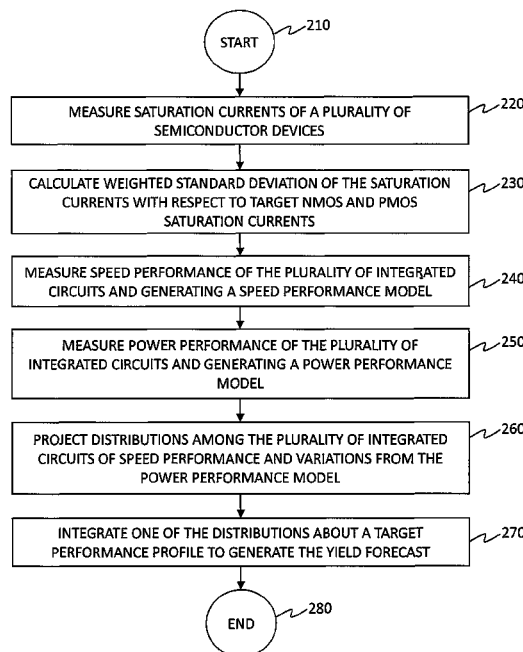 START
210
MEASURE SATURATION CURRENTS OF A PLURALITY OF
SEMICONDUCTOR DEVICES
220
CALCULATE WEIGHTED STANDARD DEVIATION OF THE SATURATION
CURRENTS WITH RESPECT TO TARGET NMOS AND PMOS
SATURATION CURRENTS
230
MEASURE SPEED PERFORMANCE OF THE PLURALITY OF INTEGRATED
CIRCUITS AND GENERATING A SPEED PERFORMANCE MODEL
240
MEASURE POWER PERFORMANCE OF THE PLURALITY OF
INTEGRATED CIRCUITS AND GENERATING A POWER PERFORMANCE
MODEL
250
PROJECT DISTRIBUTIONS AMONG THE PLURALITY OF INTEGRATED
CIRCUITS OF SPEED PERFORMANCE AND VARIATIONS FROM THE
POWER PERFORMANCE MODEL
260
INTEGRATE ONE OF THE DISTRIBUTIONS ABOUT A TARGET
PERFORMANCE PROFILE TO GENERATE THE YIELD FORECAST
270
END
280